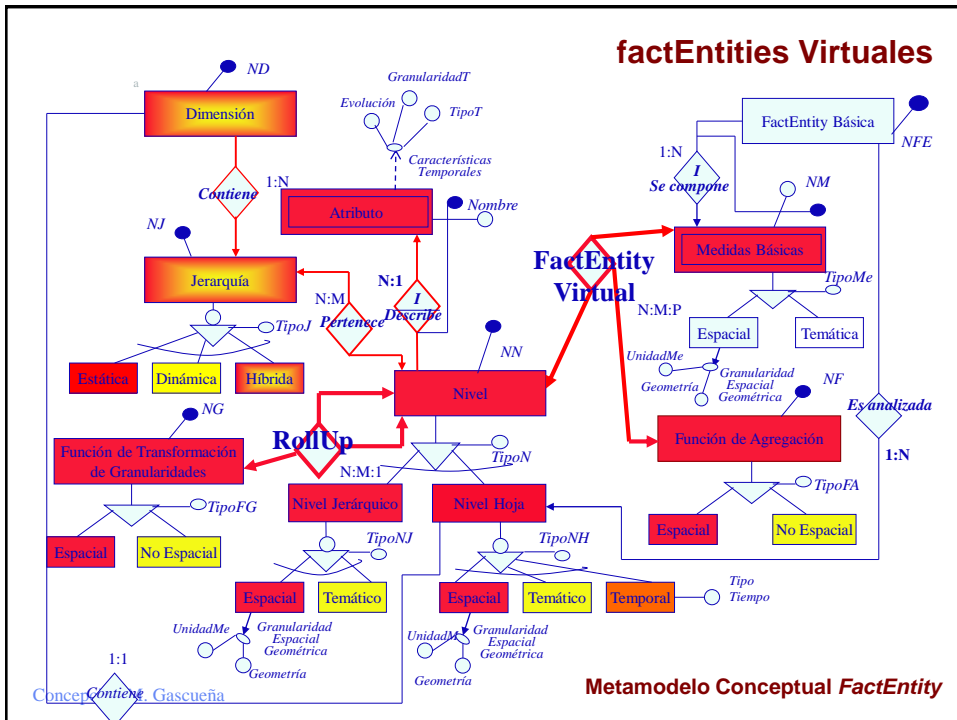 factEntities Virtuales
a
ND
Dimensión
GranularidadT
Evolución
TipoT
Características
Temporales
FactEntity Básica
NFE
1:N
Contiene
1:N
I
Se compone
NM
Atributo
Nombre
NJ
Medidas Básicas
Jerarquía
N:M
Pertenece
N:1
I
Describe
FactEntity
Virtual
N:M:P
TipoMe
TipoJ
Espacial
Temática
Estática
Dinámica
Híbrida
NN
UnidadMe
Geometría
Granularidad
Espacial
Geométrica
Nivel
NF
Es analizada
1:N
NG
RollUp
Función de Agregación
Función de Transformación
de Granularidades
N:M:1
TipoN
TipoFG
Nivel Jerárquico
Nivel Hoja
TipoFA
Espacial
No Espacial
Espacial
No Espacial
TipoNJ
TipoNH
Espacial
Temático
Espacial
Temático
Temporal
Tipo
Tiempo
UnidadMe
Granularidad
Espacial
Geométrica
Geometría
UnidadM
Granularidad
Espacial
Geométrica
Geometría
1:1
Contiene
Gascueña
Metamodelo Conceptual FactEntity